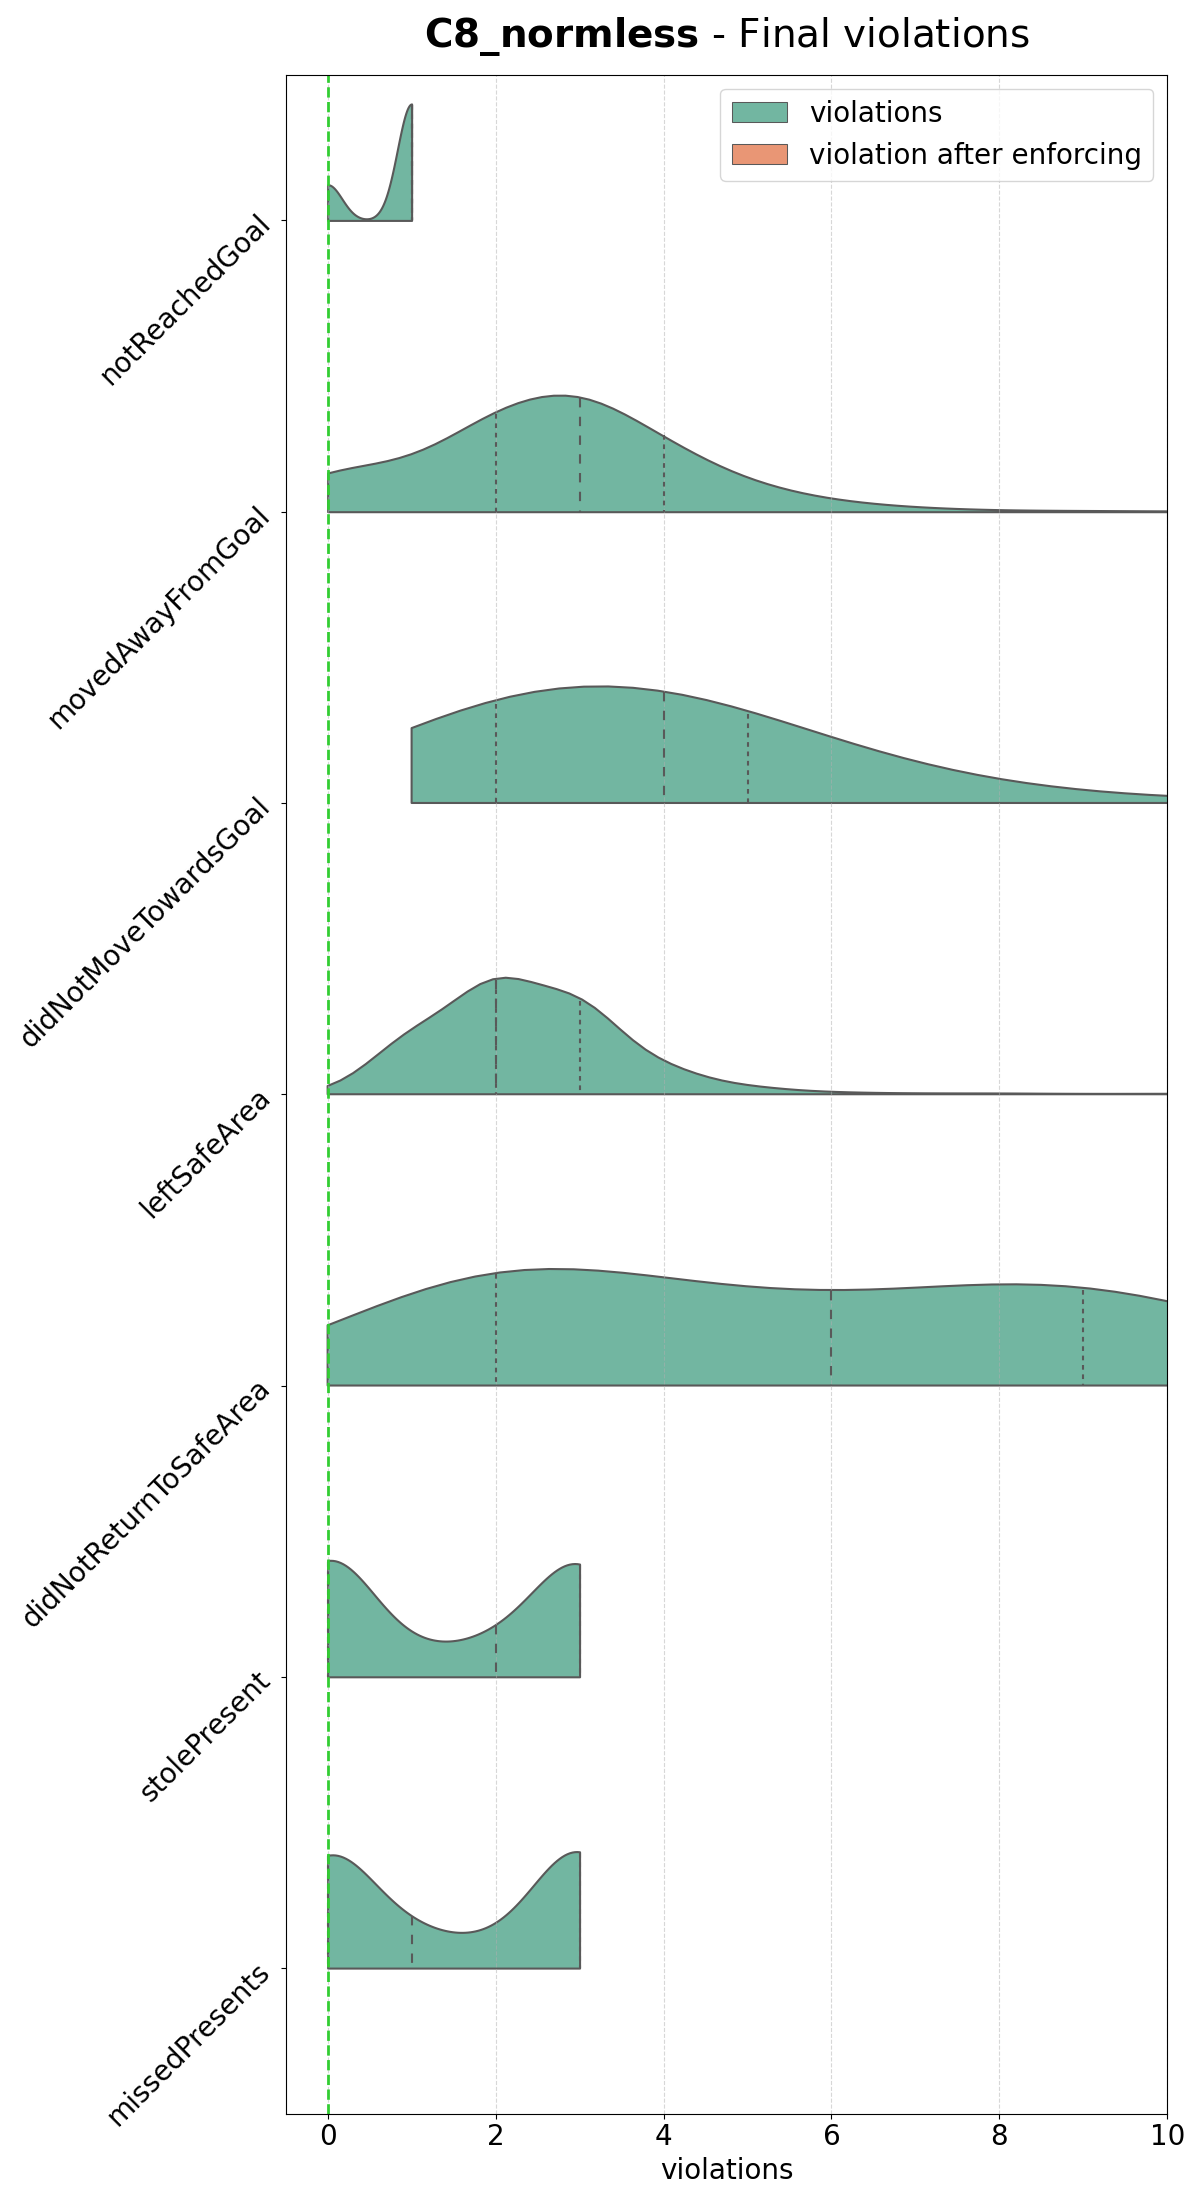 C8_normless - Final violations
violations
violation after enforcing
notReachedGoal
movedAwayFromGoal
didNotMoveTowardsGoal
leftSafeArea
didNotReturnToSafeArea
stolePresent
missedPresents
0 2 4 6 8 10
violations